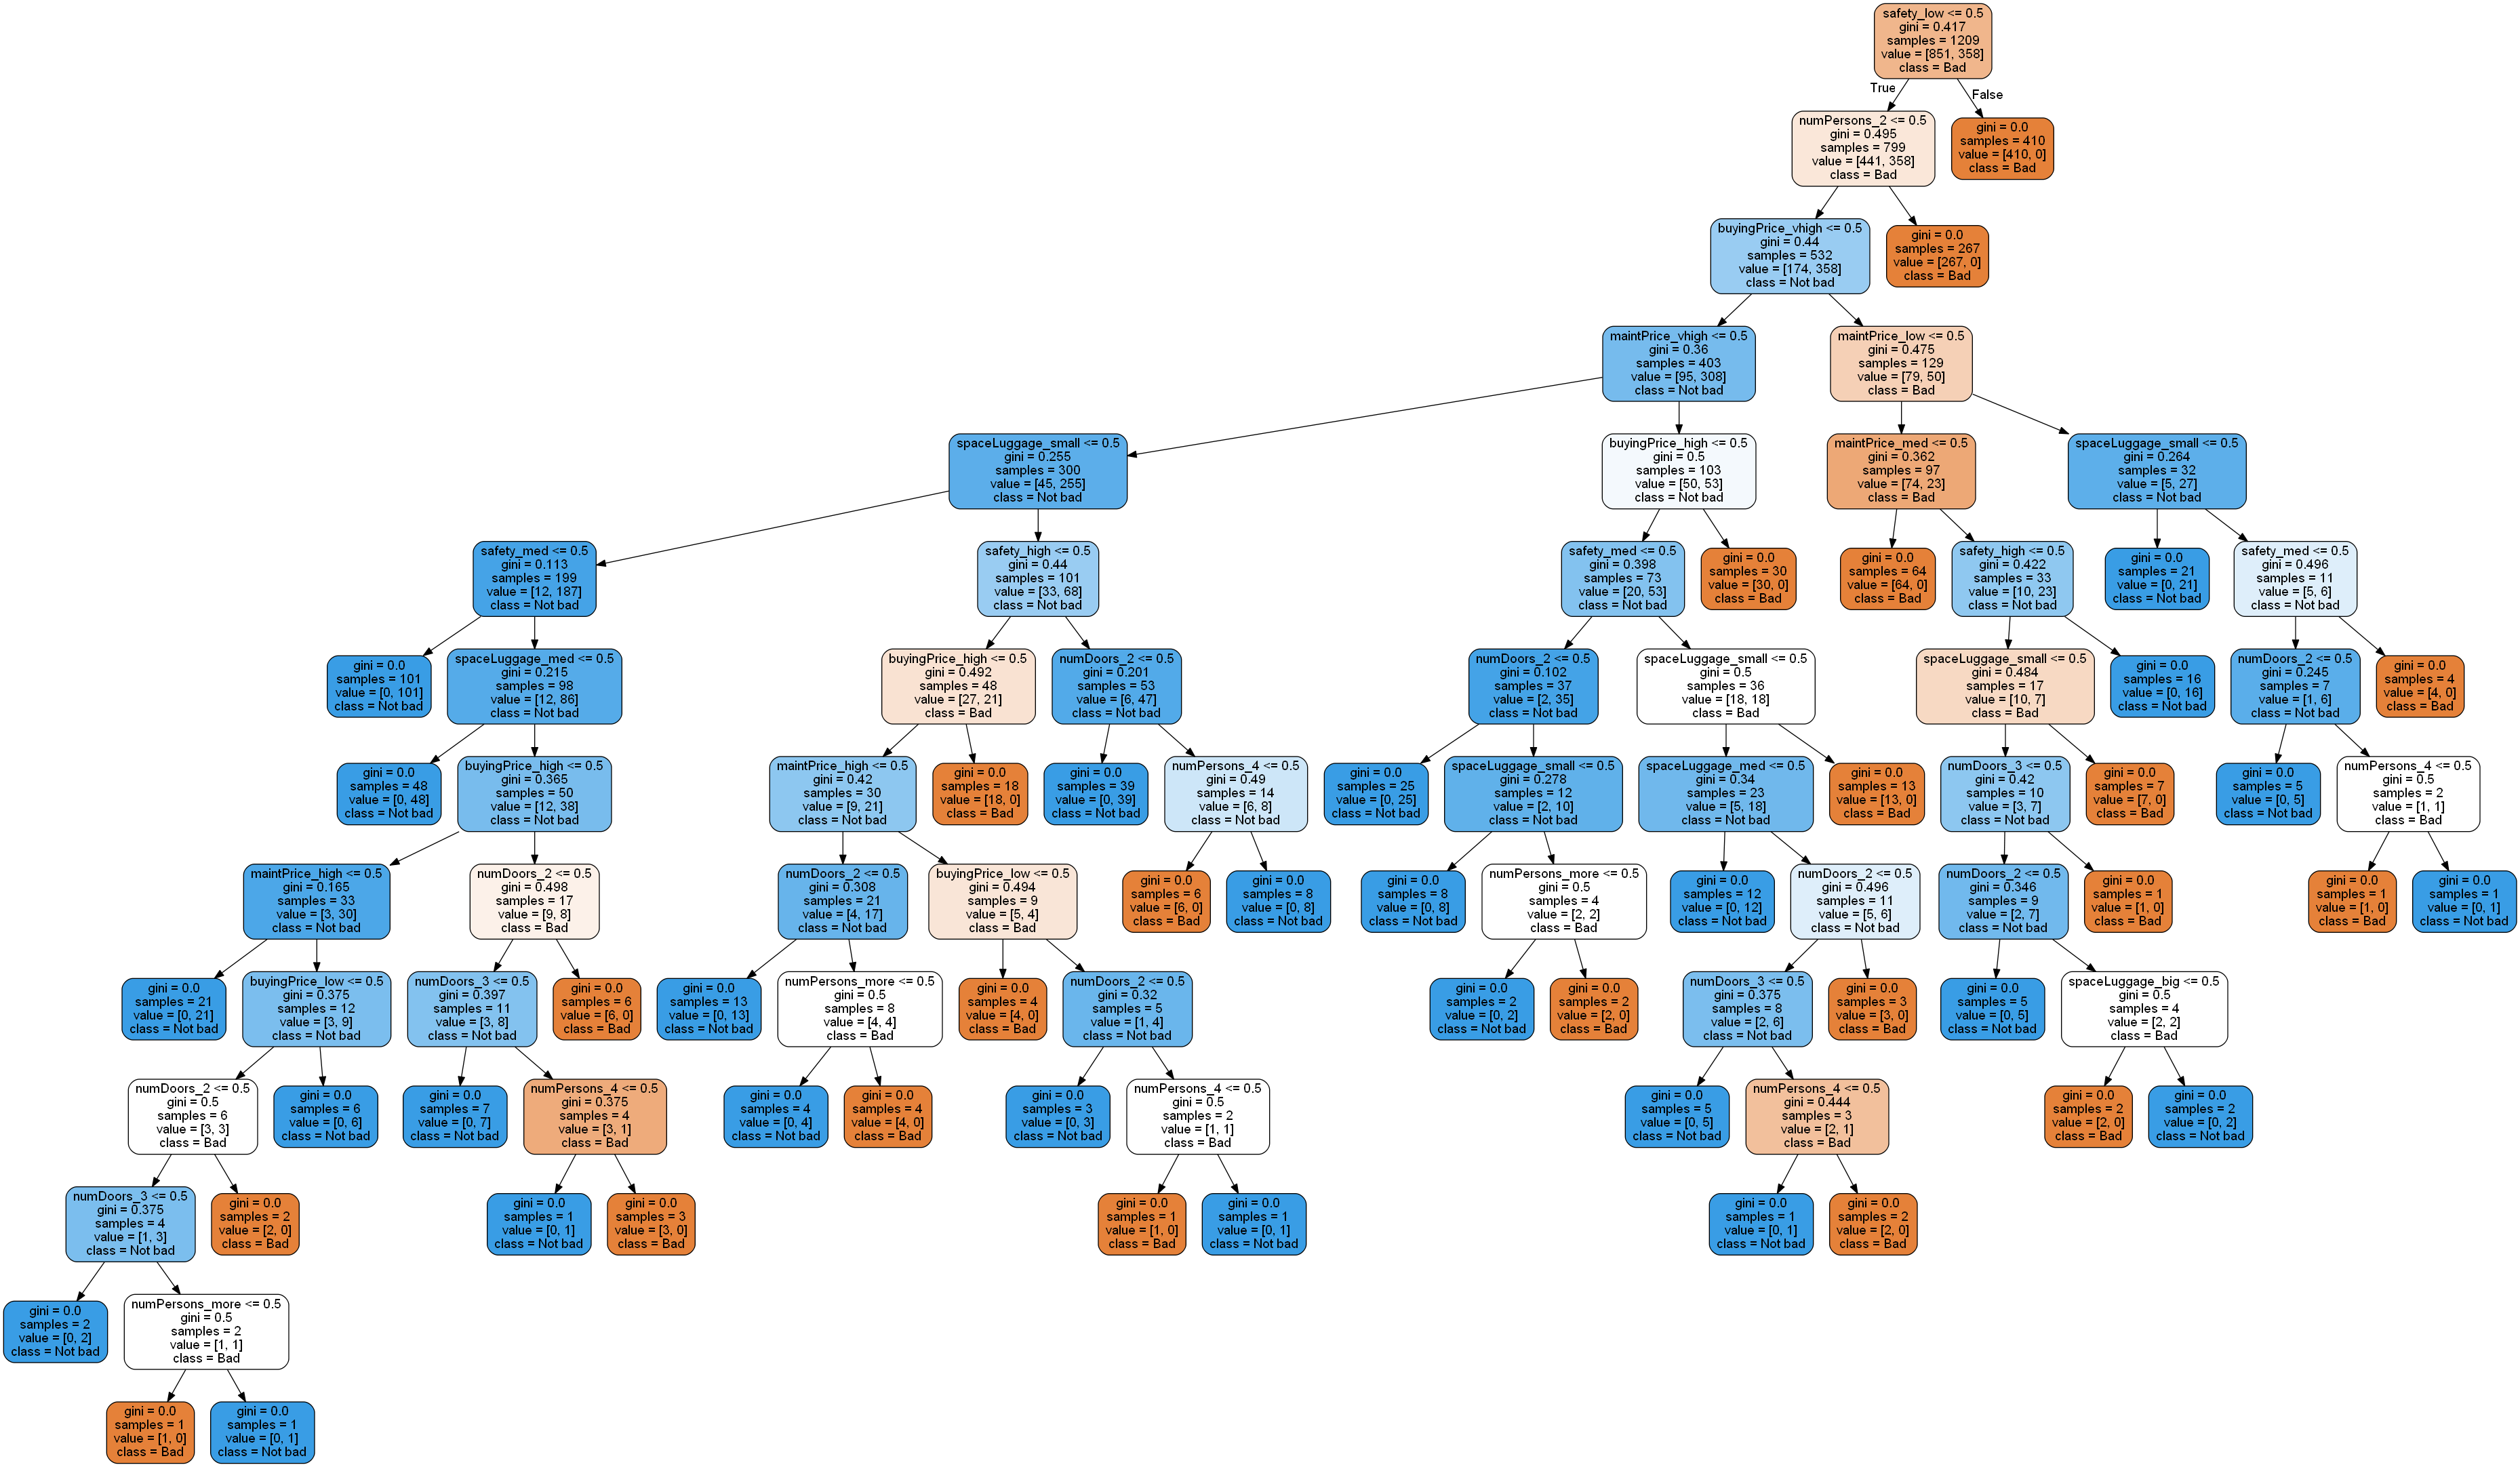 safety_low <= 0.5
gini = 0.417
samples = 1209
value = [851, 358]
class = Bad
True
False
numPersons_2 <= 0.5
gini = 0.495
samples = 799
value = [441, 358]
class = Bad
gini = 0.0
samples = 410
value = [410, 0]
class = Bad
buyingPrice_vhigh <= 0.5
gini = 0.44
samples = 532
value = [174, 358]
class = Not bad
gini = 0.0
samples = 267
value = [267, 0]
class = Bad
maintPrice_vhigh <= 0.5
gini = 0.36
samples = 403
value = [95, 308]
class = Not bad
maintPrice_low <= 0.5
gini = 0.475
samples = 129
value = [79, 50]
class = Bad
spaceLuggage_small <= 0.5
gini = 0.255
samples = 300
value = [45, 255]
class = Not bad
buyingPrice_high <= 0.5
gini = 0.5
samples = 103
value = [50, 53]
class = Not bad
maintPrice_med <= 0.5
gini = 0.362
samples = 97
value = [74, 23]
class = Bad
spaceLuggage_small <= 0.5
gini = 0.264
samples = 32
value = [5, 27]
class = Not bad
safety_med <= 0.5
gini = 0.113
samples = 199
value = [12, 187]
class = Not bad
safety_high <= 0.5
gini = 0.44
samples = 101
value = [33, 68]
class = Not bad
safety_med <= 0.5
gini = 0.398
samples = 73
value = [20, 53]
class = Not bad
gini = 0.0
samples = 30
value = [30, 0]
class = Bad
gini = 0.0
samples = 64
value = [64, 0]
class = Bad
safety_high <= 0.5
gini = 0.422
samples = 33
value = [10, 23]
class = Not bad
gini = 0.0
samples = 21
value = [0, 21]
class = Not bad
safety_med <= 0.5
gini = 0.496
samples = 11
value = [5, 6]
class = Not bad
gini = 0.0
samples = 101
value = [0, 101]
class = Not bad
spaceLuggage_med <= 0.5
gini = 0.215
samples = 98
value = [12, 86]
class = Not bad
buyingPrice_high <= 0.5
gini = 0.492
samples = 48
value = [27, 21]
class = Bad
numDoors_2 <= 0.5
gini = 0.201
samples = 53
value = [6, 47]
class = Not bad
numDoors_2 <= 0.5
gini = 0.102
samples = 37
value = [2, 35]
class = Not bad
spaceLuggage_small <= 0.5
gini = 0.5
samples = 36
value = [18, 18]
class = Bad
spaceLuggage_small <= 0.5
gini = 0.484
samples = 17
value = [10, 7]
class = Bad
gini = 0.0
samples = 16
value = [0, 16]
class = Not bad
numDoors_2 <= 0.5
gini = 0.245
samples = 7
value = [1, 6]
class = Not bad
gini = 0.0
samples = 4
value = [4, 0]
class = Bad
gini = 0.0
samples = 48
value = [0, 48]
class = Not bad
buyingPrice_high <= 0.5
gini = 0.365
samples = 50
value = [12, 38]
class = Not bad
maintPrice_high <= 0.5
gini = 0.42
samples = 30
value = [9, 21]
class = Not bad
gini = 0.0
samples = 18
value = [18, 0]
class = Bad
gini = 0.0
samples = 39
value = [0, 39]
class = Not bad
numPersons_4 <= 0.5
gini = 0.49
samples = 14
value = [6, 8]
class = Not bad
gini = 0.0
samples = 25
value = [0, 25]
class = Not bad
spaceLuggage_small <= 0.5
gini = 0.278
samples = 12
value = [2, 10]
class = Not bad
spaceLuggage_med <= 0.5
gini = 0.34
samples = 23
value = [5, 18]
class = Not bad
gini = 0.0
samples = 13
value = [13, 0]
class = Bad
numDoors_3 <= 0.5
gini = 0.42
samples = 10
value = [3, 7]
class = Not bad
gini = 0.0
samples = 7
value = [7, 0]
class = Bad
gini = 0.0
samples = 5
value = [0, 5]
class = Not bad
numPersons_4 <= 0.5
gini = 0.5
samples = 2
value = [1, 1]
class = Bad
maintPrice_high <= 0.5
gini = 0.165
samples = 33
value = [3, 30]
class = Not bad
numDoors_2 <= 0.5
gini = 0.498
samples = 17
value = [9, 8]
class = Bad
numDoors_2 <= 0.5
gini = 0.308
samples = 21
value = [4, 17]
class = Not bad
buyingPrice_low <= 0.5
gini = 0.494
samples = 9
value = [5, 4]
class = Bad
gini = 0.0
samples = 6
value = [6, 0]
class = Bad
gini = 0.0
samples = 8
value = [0, 8]
class = Not bad
gini = 0.0
samples = 8
value = [0, 8]
class = Not bad
numPersons_more <= 0.5
gini = 0.5
samples = 4
value = [2, 2]
class = Bad
gini = 0.0
samples = 12
value = [0, 12]
class = Not bad
numDoors_2 <= 0.5
gini = 0.496
samples = 11
value = [5, 6]
class = Not bad
numDoors_2 <= 0.5
gini = 0.346
samples = 9
value = [2, 7]
class = Not bad
gini = 0.0
samples = 1
value = [1, 0]
class = Bad
gini = 0.0
samples = 1
value = [1, 0]
class = Bad
gini = 0.0
samples = 1
value = [0, 1]
class = Not bad
gini = 0.0
samples = 21
value = [0, 21]
class = Not bad
buyingPrice_low <= 0.5
gini = 0.375
samples = 12
value = [3, 9]
class = Not bad
numDoors_3 <= 0.5
gini = 0.397
samples = 11
value = [3, 8]
class = Not bad
gini = 0.0
samples = 6
value = [6, 0]
class = Bad
gini = 0.0
samples = 13
value = [0, 13]
class = Not bad
numPersons_more <= 0.5
gini = 0.5
samples = 8
value = [4, 4]
class = Bad
gini = 0.0
samples = 4
value = [4, 0]
class = Bad
numDoors_2 <= 0.5
gini = 0.32
samples = 5
value = [1, 4]
class = Not bad
gini = 0.0
samples = 2
value = [0, 2]
class = Not bad
gini = 0.0
samples = 2
value = [2, 0]
class = Bad
numDoors_3 <= 0.5
gini = 0.375
samples = 8
value = [2, 6]
class = Not bad
gini = 0.0
samples = 3
value = [3, 0]
class = Bad
gini = 0.0
samples = 5
value = [0, 5]
class = Not bad
spaceLuggage_big <= 0.5
gini = 0.5
samples = 4
value = [2, 2]
class = Bad
numDoors_2 <= 0.5
gini = 0.5
samples = 6
value = [3, 3]
class = Bad
gini = 0.0
samples = 6
value = [0, 6]
class = Not bad
gini = 0.0
samples = 7
value = [0, 7]
class = Not bad
numPersons_4 <= 0.5
gini = 0.375
samples = 4
value = [3, 1]
class = Bad
gini = 0.0
samples = 4
value = [0, 4]
class = Not bad
gini = 0.0
samples = 4
value = [4, 0]
class = Bad
gini = 0.0
samples = 3
value = [0, 3]
class = Not bad
numPersons_4 <= 0.5
gini = 0.5
samples = 2
value = [1, 1]
class = Bad
gini = 0.0
samples = 5
value = [0, 5]
class = Not bad
numPersons_4 <= 0.5
gini = 0.444
samples = 3
value = [2, 1]
class = Bad
gini = 0.0
samples = 2
value = [2, 0]
class = Bad
gini = 0.0
samples = 2
value = [0, 2]
class = Not bad
numDoors_3 <= 0.5
gini = 0.375
samples = 4
value = [1, 3]
class = Not bad
gini = 0.0
samples = 2
value = [2, 0]
class = Bad
gini = 0.0
samples = 1
value = [0, 1]
class = Not bad
gini = 0.0
samples = 3
value = [3, 0]
class = Bad
gini = 0.0
samples = 1
value = [1, 0]
class = Bad
gini = 0.0
samples = 1
value = [0, 1]
class = Not bad
gini = 0.0
samples = 1
value = [0, 1]
class = Not bad
gini = 0.0
samples = 2
value = [2, 0]
class = Bad
gini = 0.0
samples = 2
value = [0, 2]
class = Not bad
numPersons_more <= 0.5
gini = 0.5
samples = 2
value = [1, 1]
class = Bad
gini = 0.0
samples = 1
value = [1, 0]
class = Bad
gini = 0.0
samples = 1
value = [0, 1]
class = Not bad